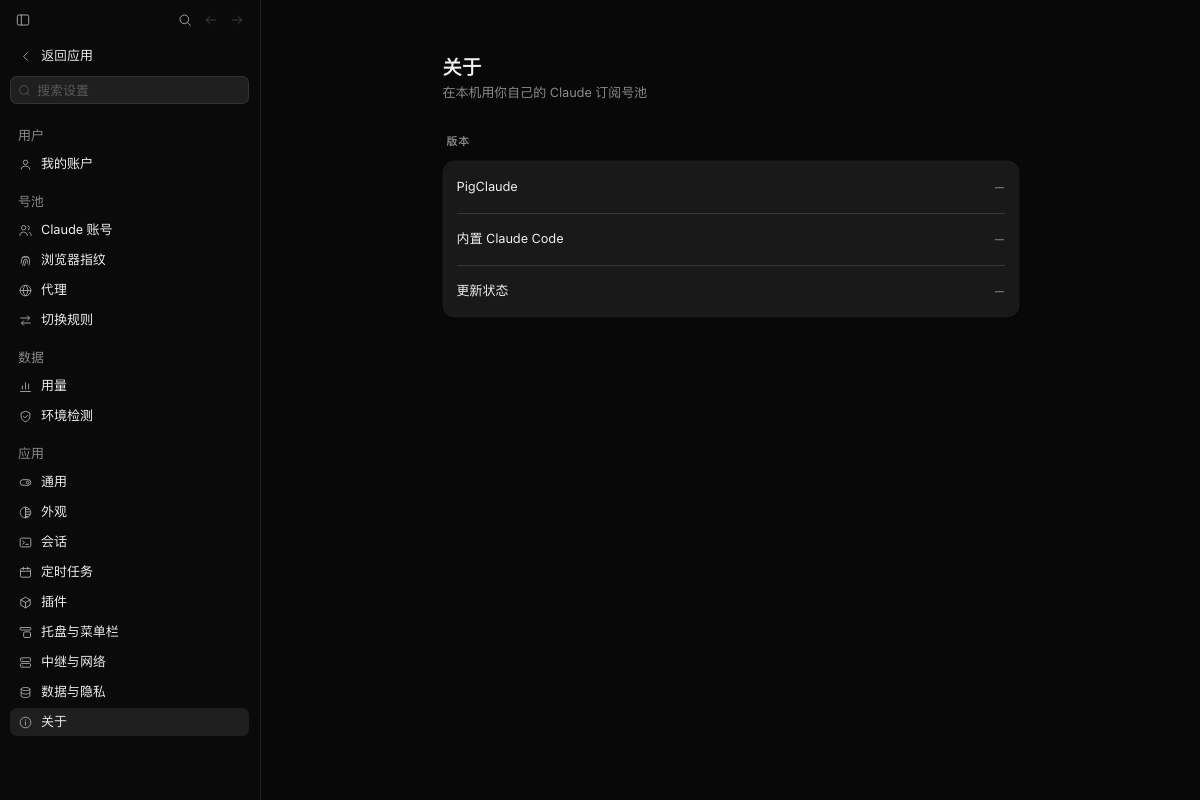 返回应用
搜索设置
用户
我的账户
号池
Claude 账号
浏览器指纹
代理
切换规则
数据
用量
环境检测
应用
通用
外观
会话
定时任务
插件
托盘与菜单栏
中继与网络
数据与隐私
关于
关于
在本机用你自己的 Claude 订阅号池
版本
PigClaude —
内置 Claude Code —
更新状态 —